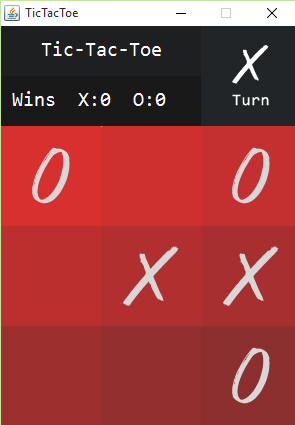 TicTacToe
Tic-Tac-Toe
X
Wins X:0 O:0
Turn
O O
X X
O